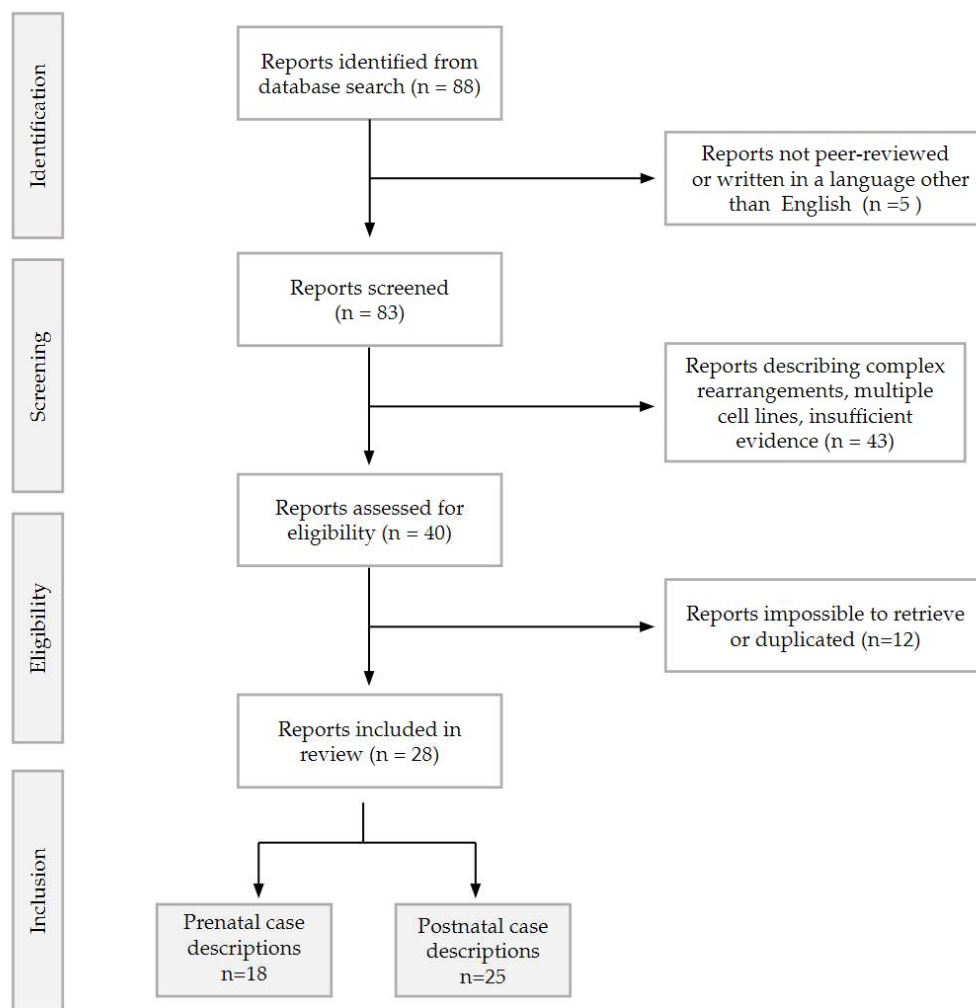 Identification
Reports identified from
database search (n = 88)
Reports not peer-reviewed
or written in a language other
than English (n =5 )
Screening
Reports screened
(n = 83)
Reports describing complex
rearrangements, multiple
cell lines, insufficient
evidence (n = 43)
Eligibility
Reports assessed for
eligibility (n = 40)
Reports impossible to retrieve
or duplicated (n=12)
Reports included in
review (n = 28)
Inclusion
Prenatal case
descriptions
n=18
Postnatal case
descriptions
n=25